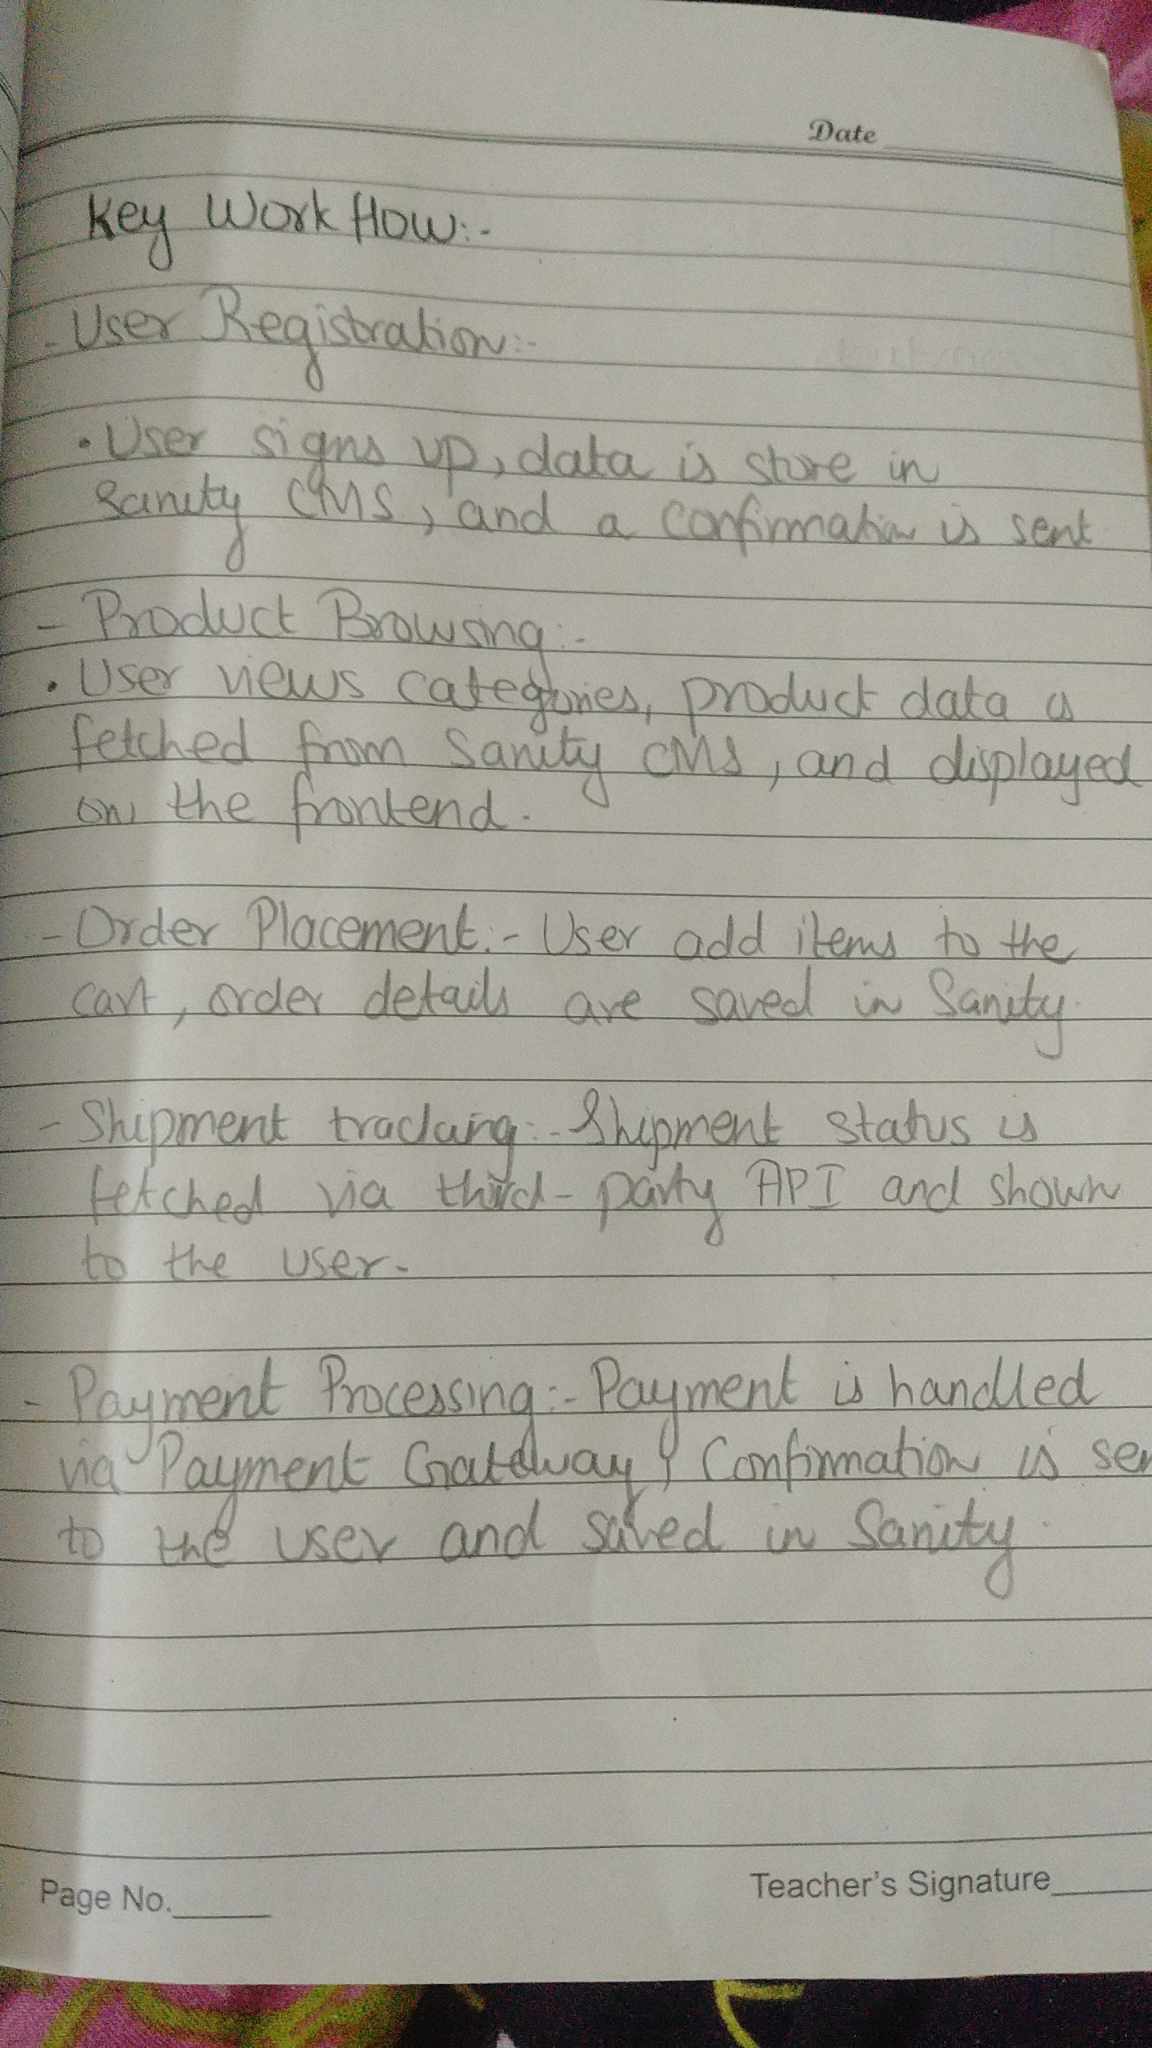 Date
Key Work flow:-
- User Registration:-
• User signs up, data is store in
Sanity CMS, and a confirmation is sent
- Product Browsing:-
• User views categories, product data is
fetched from Sanity CMS, and displayed
on the frontend.
- Order Placement:- User add items to the
cart, order details are saved in Sanity.
- Shipment tracking:- Shipment status is
fetched via third-party API and shown
to the user.
- Payment Processing:- Payment is handled
via Payment Gateway, Confirmation is sen
to the user and saved in Sanity.
Page No.
Teacher's Signature